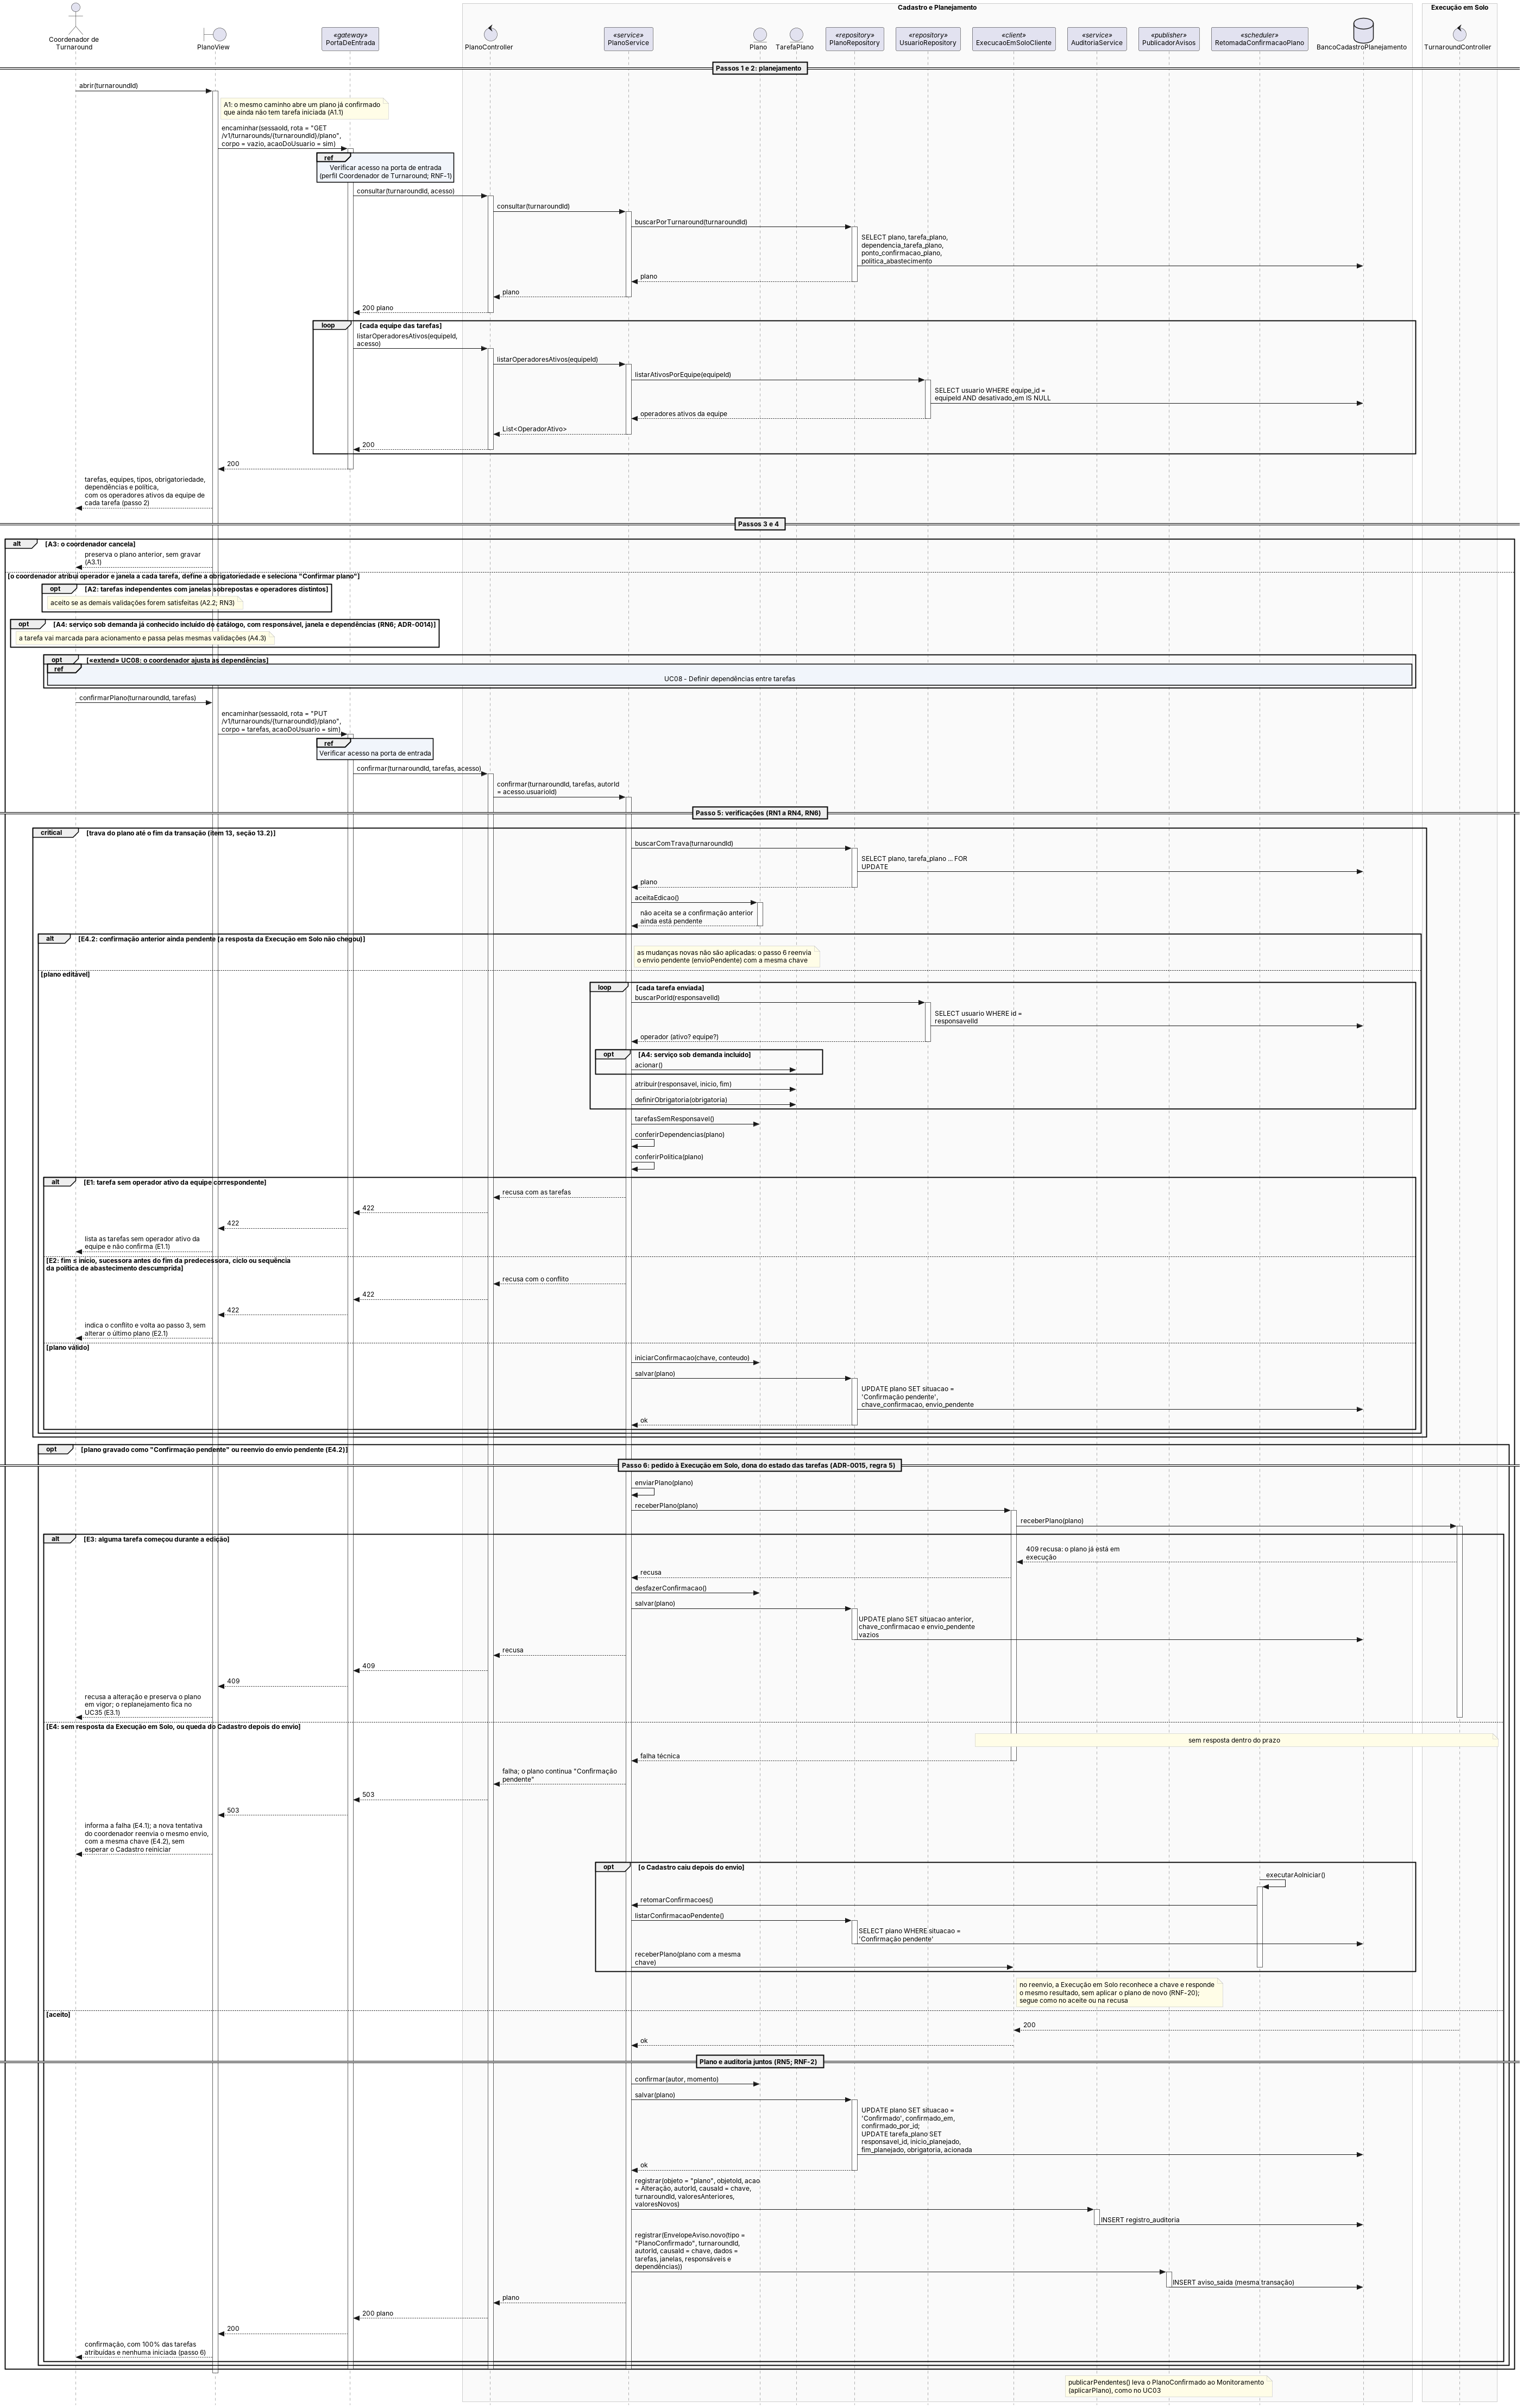 Cadastro e Planejamento
Execução em Solo
Coordenador de
Turnaround
PlanoView
«gateway»
PortaDeEntrada
PlanoController
«service»
PlanoService
Plano
TarefaPlano
«repository»
PlanoRepository
«repository»
UsuarioRepository
«client»
ExecucaoEmSoloCliente
«service»
AuditoriaService
«publisher»
PublicadorAvisos
«scheduler»
RetomadaConfirmacaoPlano
BancoCadastroPlanejamento
TurnaroundController
Passos 1 e 2: planejamento
abrir(turnaroundId)
A1: o mesmo caminho abre um plano já confirmado
que ainda não tem tarefa iniciada (A1.1)
encaminhar(sessaoId, rota = "GET
/v1/turnarounds/{turnaroundId}/plano",
corpo = vazio, acaoDoUsuario = sim)
ref
Verificar acesso na porta de entrada
(perfil Coordenador de Turnaround; RNF-1)
consultar(turnaroundId, acesso)
consultar(turnaroundId)
buscarPorTurnaround(turnaroundId)
SELECT plano, tarefa_plano,
dependencia_tarefa_plano,
ponto_confirmacao_plano,
politica_abastecimento
plano
plano
200 plano
loop [cada equipe das tarefas]
listarOperadoresAtivos(equipeId,
acesso)
listarOperadoresAtivos(equipeId)
listarAtivosPorEquipe(equipeId)
SELECT usuario WHERE equipe_id =
equipeId AND desativado_em IS NULL
operadores ativos da equipe
List<OperadorAtivo>
200
200
tarefas, equipes, tipos, obrigatoriedade,
dependências e política,
com os operadores ativos da equipe de
cada tarefa (passo 2)
Passos 3 e 4
alt [A3: o coordenador cancela]
preserva o plano anterior, sem gravar
(A3.1)
[o coordenador atribui operador e janela a cada tarefa, define a obrigatoriedade e seleciona "Confirmar plano"]
opt [A2: tarefas independentes com janelas sobrepostas e operadores distintos]
aceito se as demais validações forem satisfeitas (A2.2; RN3)
opt [A4: serviço sob demanda já conhecido incluído do catálogo, com responsável, janela e dependências (RN6; ADR-0014)]
a tarefa vai marcada para acionamento e passa pelas mesmas validações (A4.3)
opt [«extend» UC08: o coordenador ajusta as dependências]
ref
UC08 - Definir dependências entre tarefas
confirmarPlano(turnaroundId, tarefas)
encaminhar(sessaoId, rota = "PUT
/v1/turnarounds/{turnaroundId}/plano",
corpo = tarefas, acaoDoUsuario = sim)
ref
Verificar acesso na porta de entrada
confirmar(turnaroundId, tarefas, acesso)
confirmar(turnaroundId, tarefas, autorId
= acesso.usuarioId)
Passo 5: verificações (RN1 a RN4, RN6)
critical [trava do plano até o fim da transação (item 13, seção 13.2)]
buscarComTrava(turnaroundId)
SELECT plano, tarefa_plano ... FOR
UPDATE
plano
aceitaEdicao()
não aceita se a confirmação anterior
ainda está pendente
alt [E4.2: confirmação anterior ainda pendente (a resposta da Execução em Solo não chegou)]
as mudanças novas não são aplicadas: o passo 6 reenvia
o envio pendente (envioPendente) com a mesma chave
[plano editável]
loop [cada tarefa enviada]
buscarPorId(responsavelId)
SELECT usuario WHERE id =
responsavelId
operador (ativo? equipe?)
opt [A4: serviço sob demanda incluído]
acionar()
atribuir(responsavel, inicio, fim)
definirObrigatoria(obrigatoria)
tarefasSemResponsavel()
conferirDependencias(plano)
conferirPolitica(plano)
alt [E1: tarefa sem operador ativo da equipe correspondente]
recusa com as tarefas
422
422
lista as tarefas sem operador ativo da
equipe e não confirma (E1.1)
[E2: fim ≤ início, sucessora antes do fim da predecessora, ciclo ou sequência
da política de abastecimento descumprida]
recusa com o conflito
422
422
indica o conflito e volta ao passo 3, sem
alterar o último plano (E2.1)
[plano válido]
iniciarConfirmacao(chave, conteudo)
salvar(plano)
UPDATE plano SET situacao =
'Confirmação pendente',
chave_confirmacao, envio_pendente
ok
opt [plano gravado como "Confirmação pendente" ou reenvio do envio pendente (E4.2)]
Passo 6: pedido à Execução em Solo, dona do estado das tarefas (ADR-0015, regra 5)
enviarPlano(plano)
receberPlano(plano)
receberPlano(plano)
alt [E3: alguma tarefa começou durante a edição]
409 recusa: o plano já está em
execução
recusa
desfazerConfirmacao()
salvar(plano)
UPDATE plano SET situacao anterior,
chave_confirmacao e envio_pendente
vazios
recusa
409
409
recusa a alteração e preserva o plano
em vigor; o replanejamento fica no
UC35 (E3.1)
[E4: sem resposta da Execução em Solo, ou queda do Cadastro depois do envio]
sem resposta dentro do prazo
falha técnica
falha; o plano continua "Confirmação
pendente"
503
503
informa a falha (E4.1); a nova tentativa
do coordenador reenvia o mesmo envio,
com a mesma chave (E4.2), sem
esperar o Cadastro reiniciar
opt [o Cadastro caiu depois do envio]
executarAoIniciar()
retomarConfirmacoes()
listarConfirmacaoPendente()
SELECT plano WHERE situacao =
'Confirmação pendente'
receberPlano(plano com a mesma
chave)
no reenvio, a Execução em Solo reconhece a chave e responde
o mesmo resultado, sem aplicar o plano de novo (RNF-20);
segue como no aceite ou na recusa
[aceito]
200
ok
Plano e auditoria juntos (RN5; RNF-2)
confirmar(autor, momento)
salvar(plano)
UPDATE plano SET situacao =
'Confirmado', confirmado_em,
confirmado_por_id;
UPDATE tarefa_plano SET
responsavel_id, inicio_planejado,
fim_planejado, obrigatoria, acionada
ok
registrar(objeto = "plano", objetoId, acao
= Alteração, autorId, causaId = chave,
turnaroundId, valoresAnteriores,
valoresNovos)
INSERT registro_auditoria
registrar(EnvelopeAviso.novo(tipo =
"PlanoConfirmado", turnaroundId,
autorId, causaId = chave, dados =
tarefas, janelas, responsáveis e
dependências))
INSERT aviso_saida (mesma transação)
plano
200 plano
200
confirmação, com 100% das tarefas
atribuídas e nenhuma iniciada (passo 6)
publicarPendentes() leva o PlanoConfirmado ao Monitoramento
(aplicarPlano), como no UC03